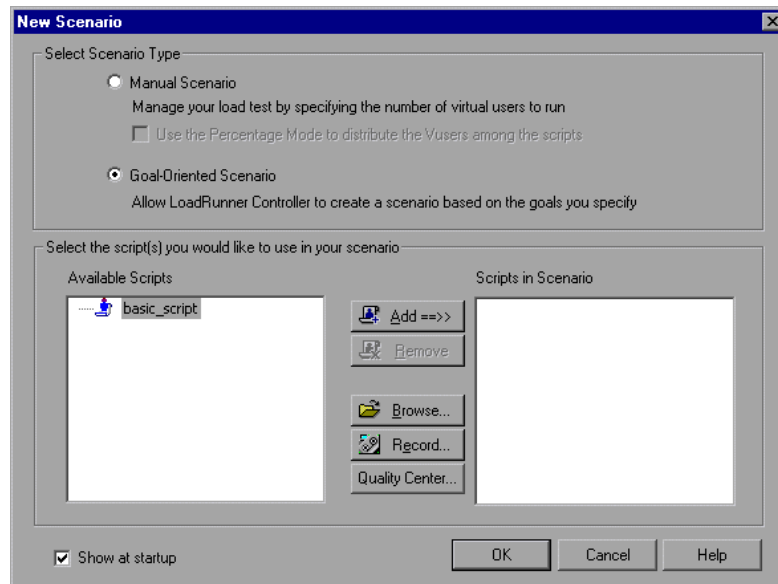 New Scenario
Select Scenario Type
Manual Scenario
Manage your load test by specifying the number of virtual users to run
Use the Percentage Mode to distribute the Vusers among the scripts
Goal-Oriented Scenario
Allow LoadRunner Controller to create a scenario based on the goals you specify
Select the script(s) you would like to use in your scenario
Available Scripts
Scripts in Scenario
basic_script
Add ==>>
Remove
Browse...
Record...
Quality Center...
Show at startup
OK
Cancel
Help